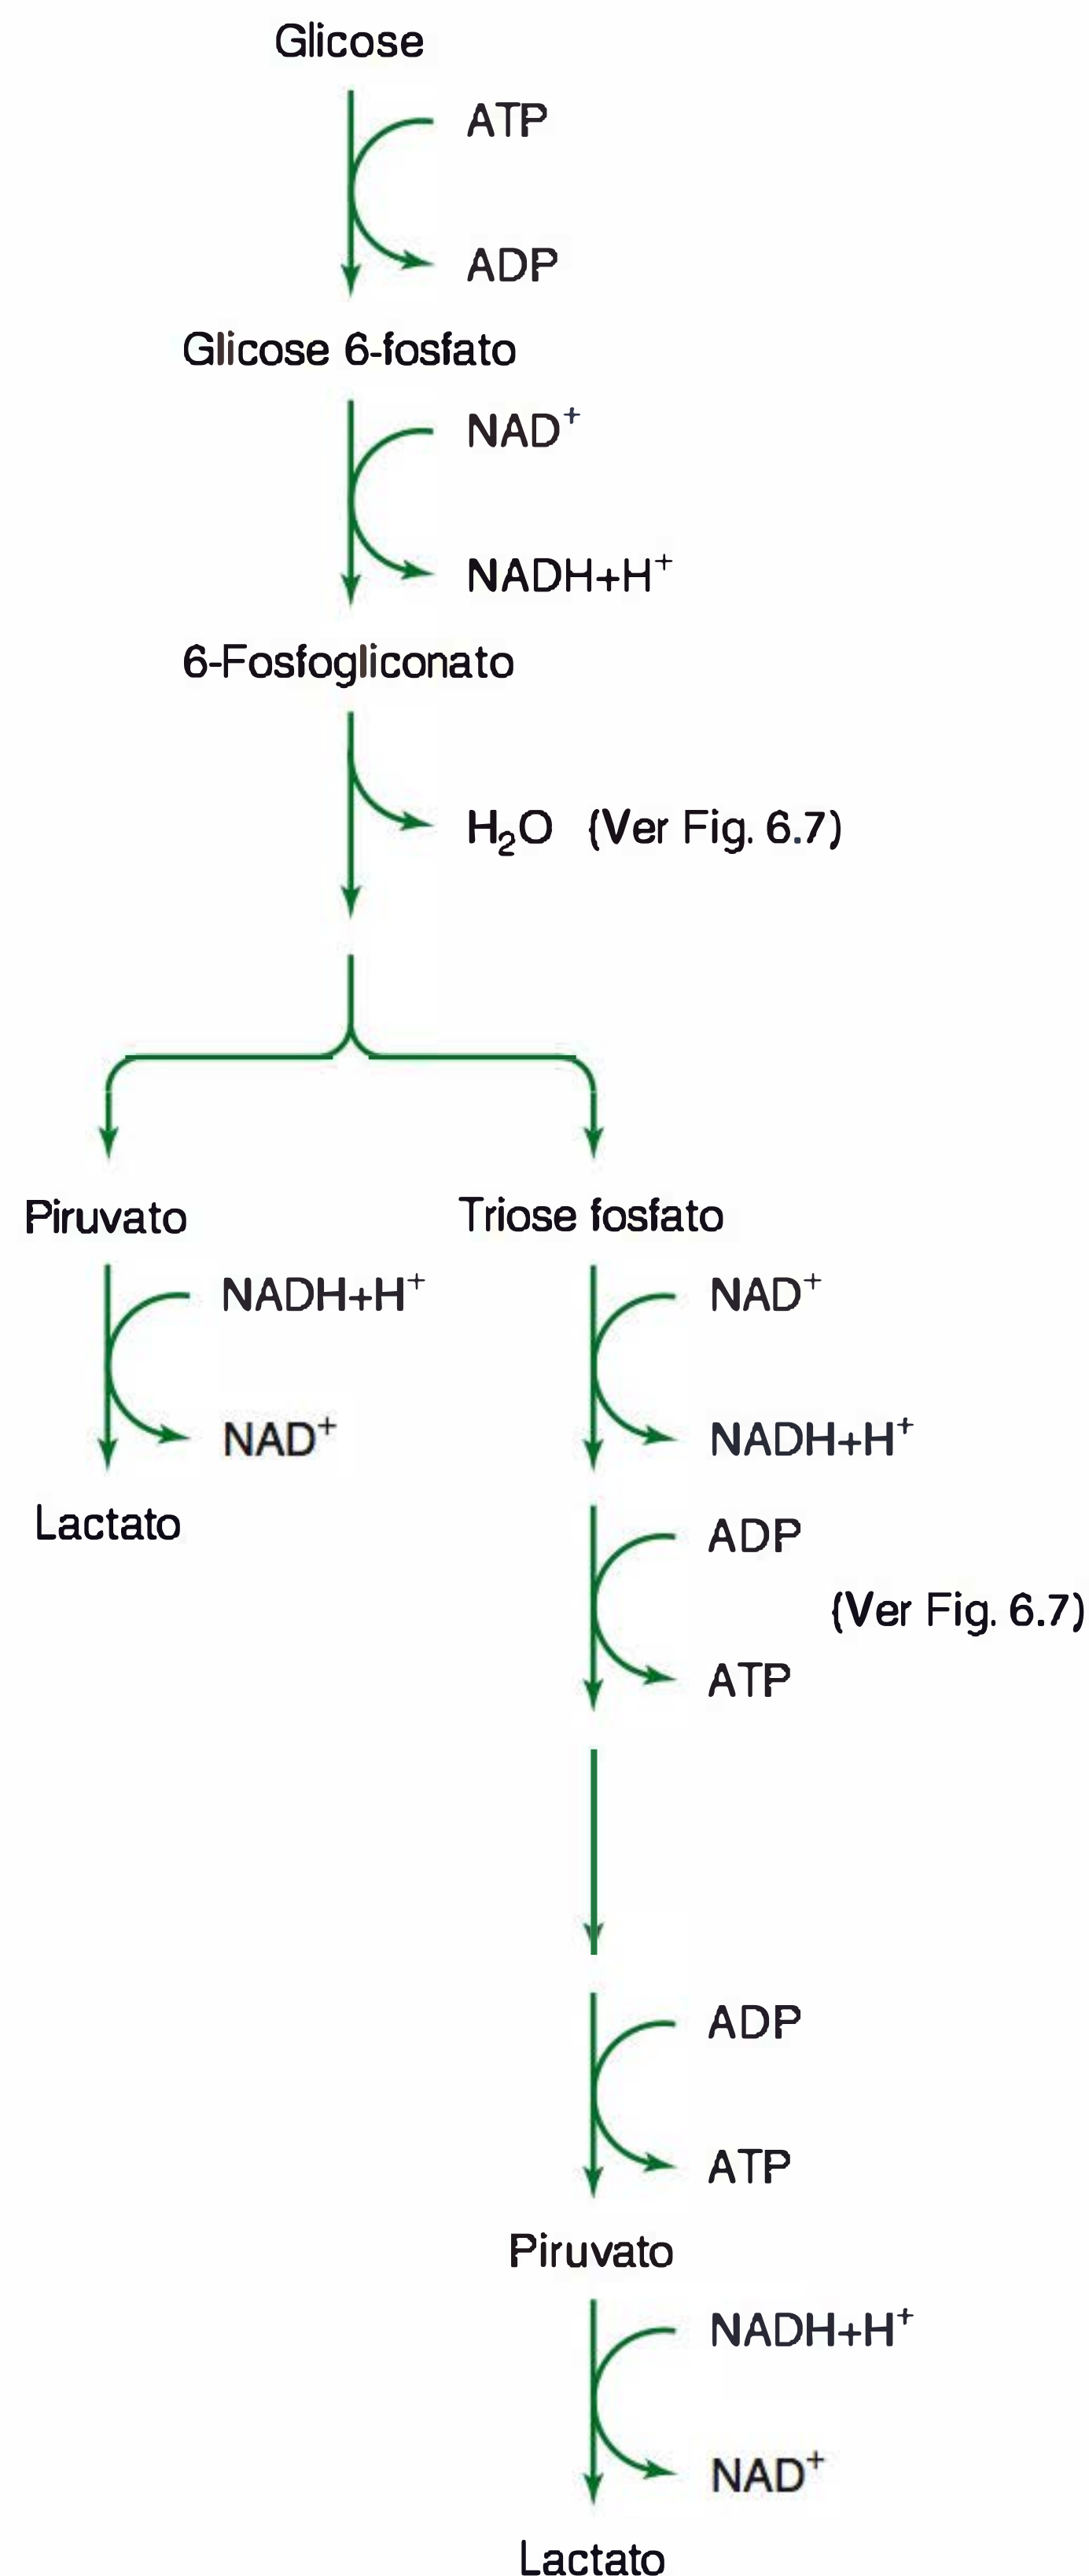 Glicose
ATP
ADP
Glicose 6-fosfato
NAD⁺
NADH+H⁺
6-Fosfogliconato
H₂O (Ver Fig. 6.7)
Piruvato
Triose fosfato
NADH+H⁺
NAD⁺
NAD⁺
NADH+H⁺
Lactato
ADP
(Ver Fig. 6.7)
ATP
ADP
ATP
Piruvato
NADH+H⁺
NAD⁺
Lactato